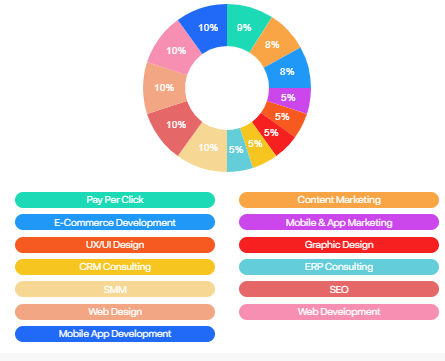 10%
9%
8%
8%
5%
5%
5%
5%
5%
10%
10%
10%
10%
Pay Per Click
Content Marketing
E-Commerce Development
Mobile & App Marketing
UX/UI Design
Graphic Design
CRM Consulting
ERP Consulting
SMM
SEO
Web Design
Web Development
Mobile App Development